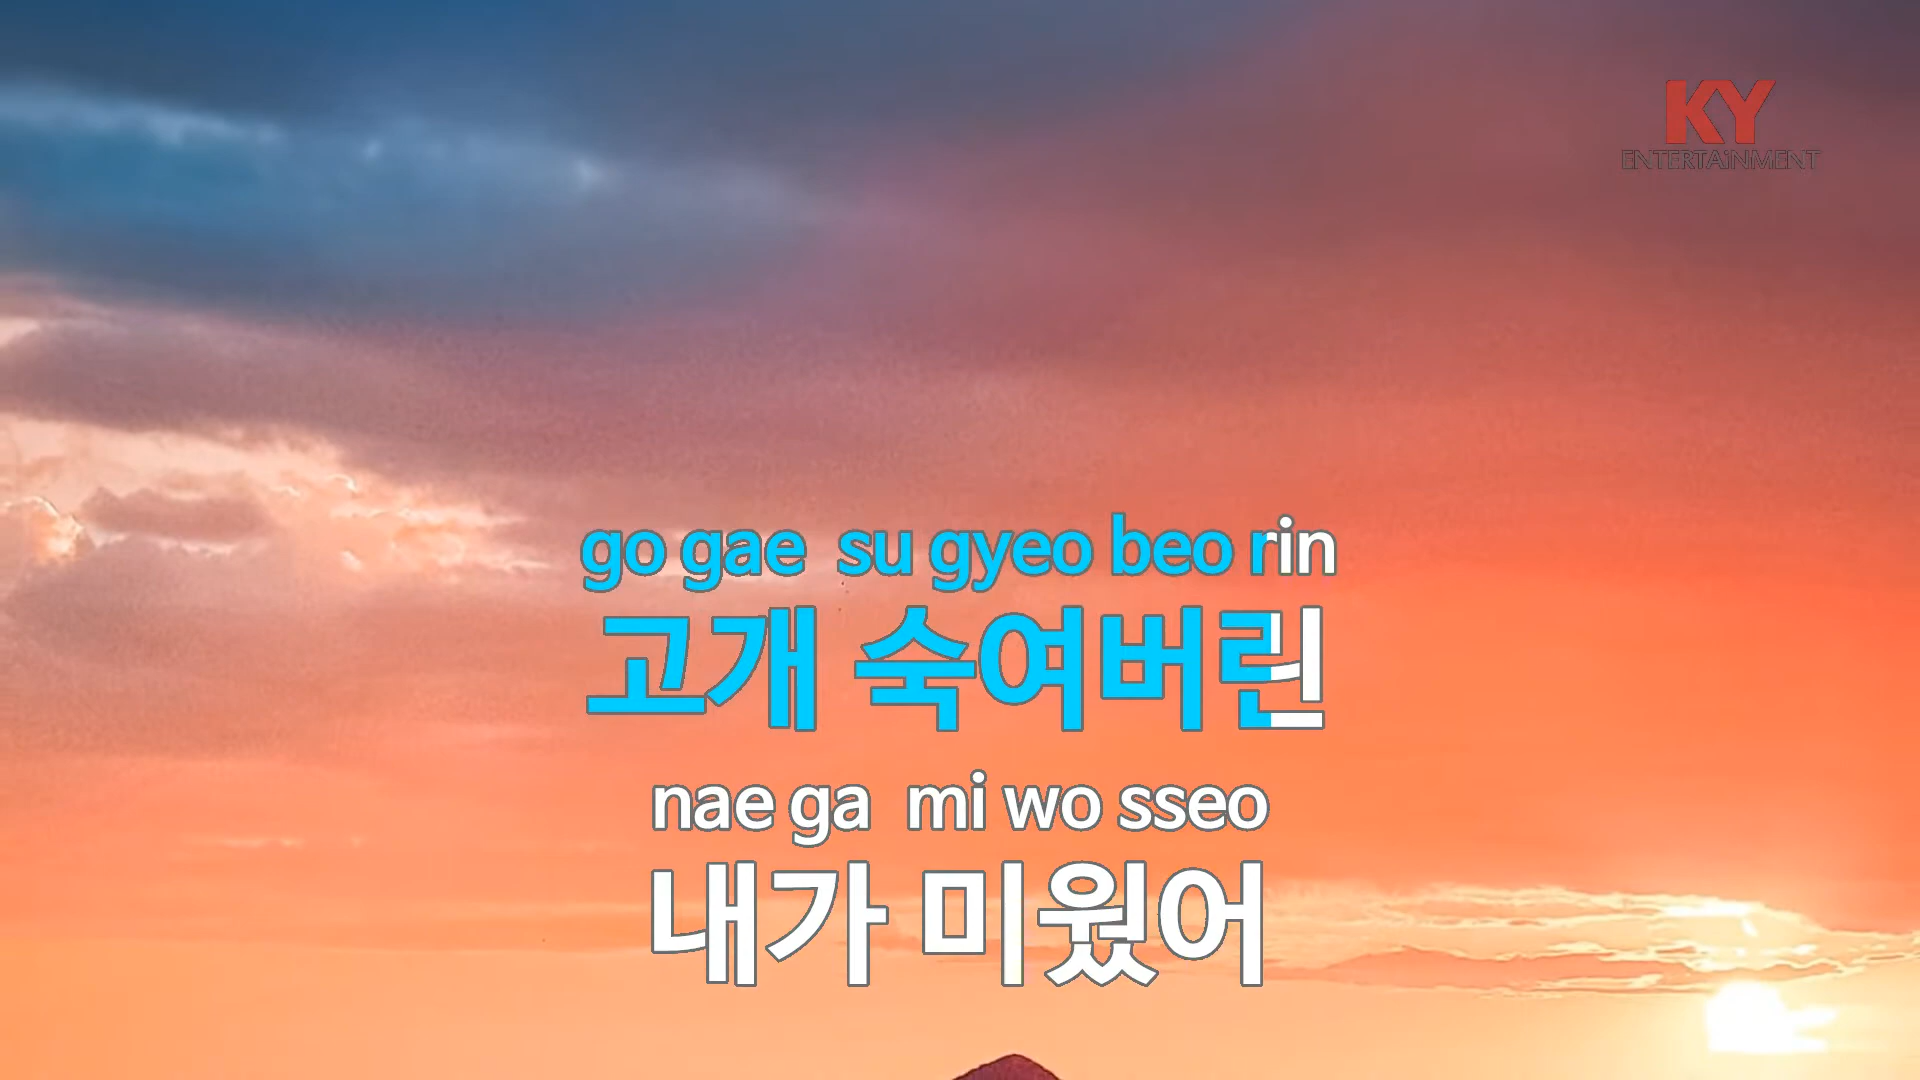 KY
ENTERTAiNMENT
go gae su gyeo beo rin
고개 숙여버린
nae ga mi wo sseo
내가 미웠어